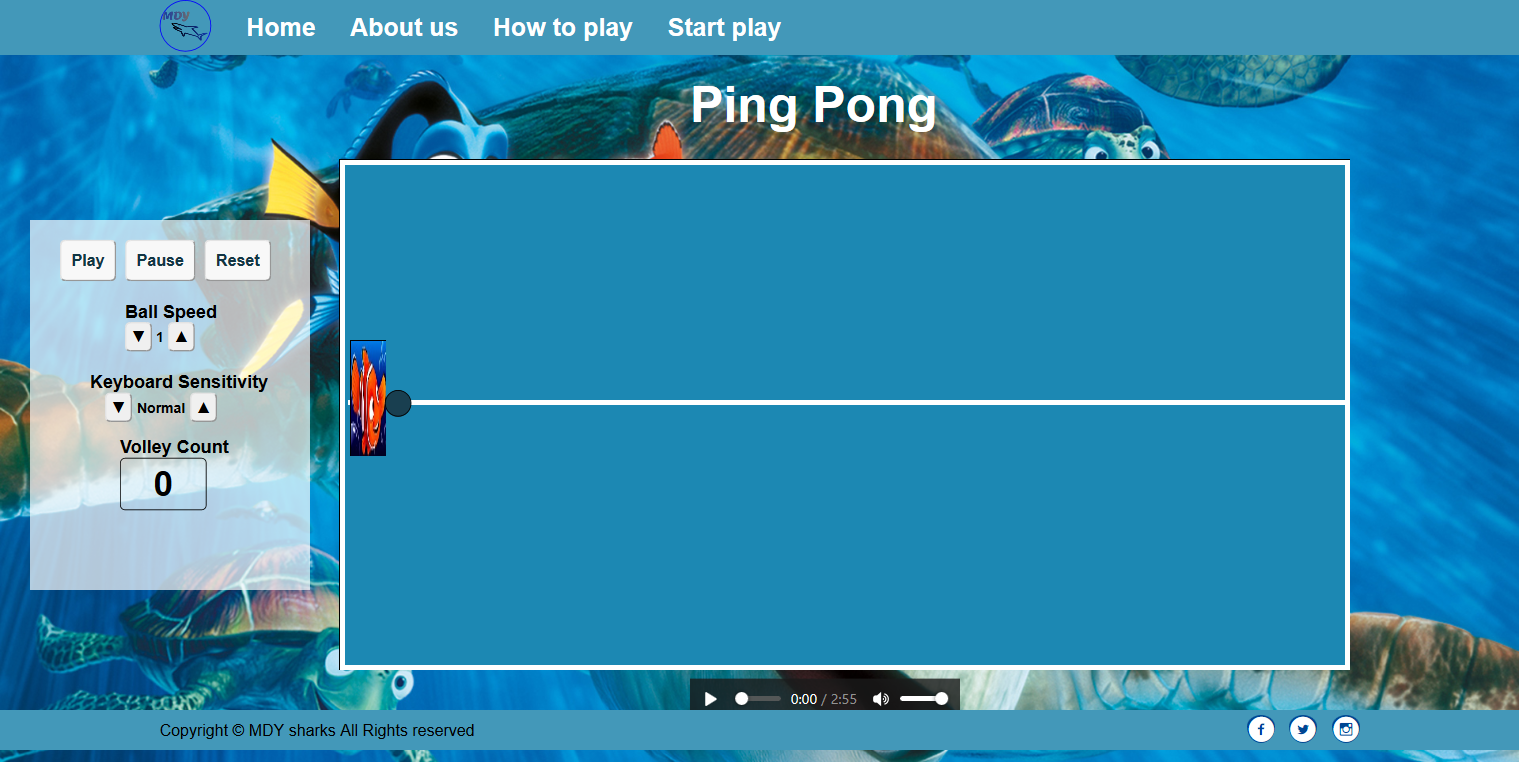 MDY
Home About us How to play Start play
Ping Pong
Play Pause Reset
Ball Speed
▼ 1 ▲
Keyboard Sensitivity
▼ Normal ▲
Volley Count
0
0:00 / 2:55
Copyright © MDY sharks All Rights reserved